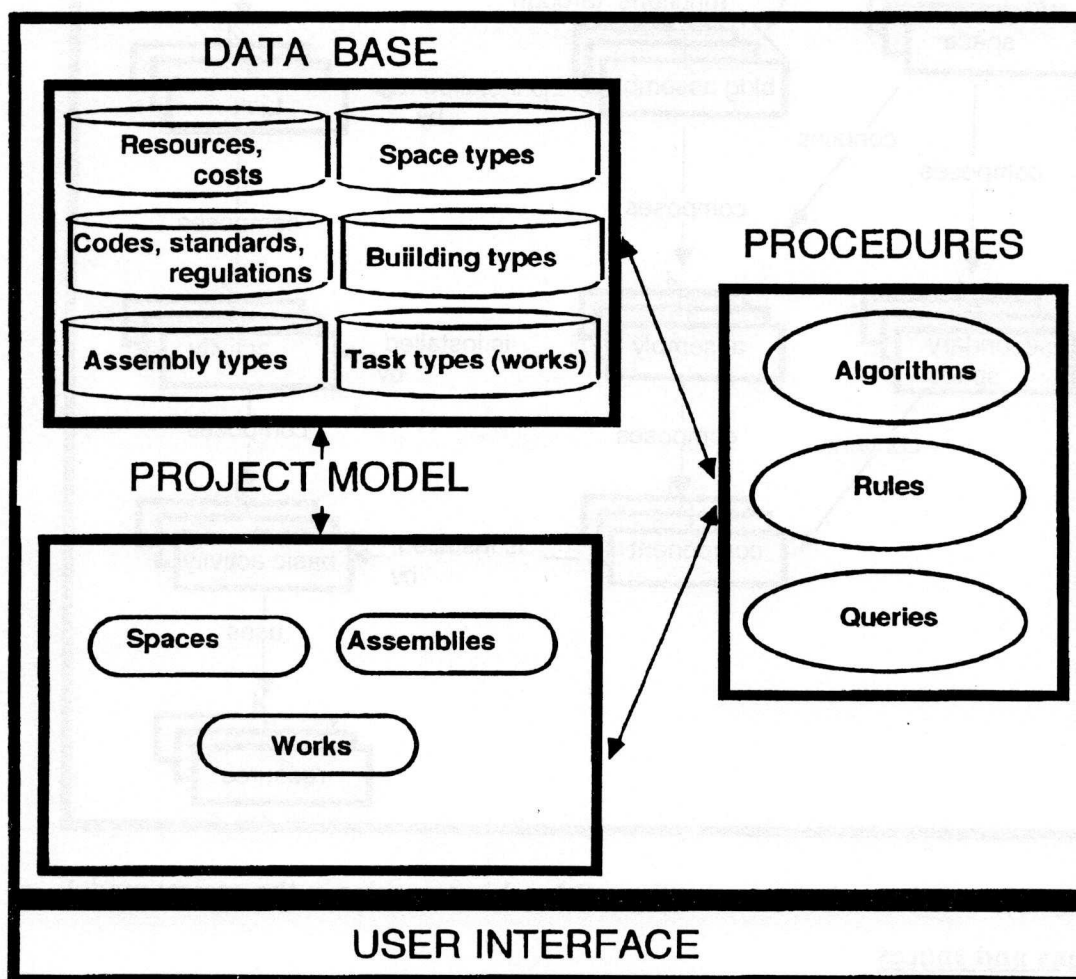 DATA BASE
Resources,
costs
Space types
Codes, standards,
regulations
Buiilding types
Assembly types
Task types (works)
PROCEDURES
Algorithms
Rules
Queries
PROJECT MODEL
Spaces
Assemblies
Works
USER INTERFACE